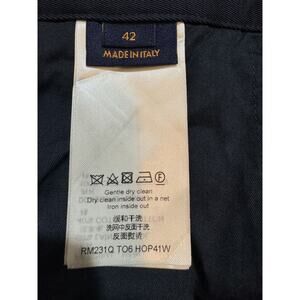 42
MADE IN ITALY
Gentle dry clean
Dry clean inside out in a net
Iron inside out
缓和干洗
洗网中反面干洗
反面熨烫
RM231Q TO6 HOP41W